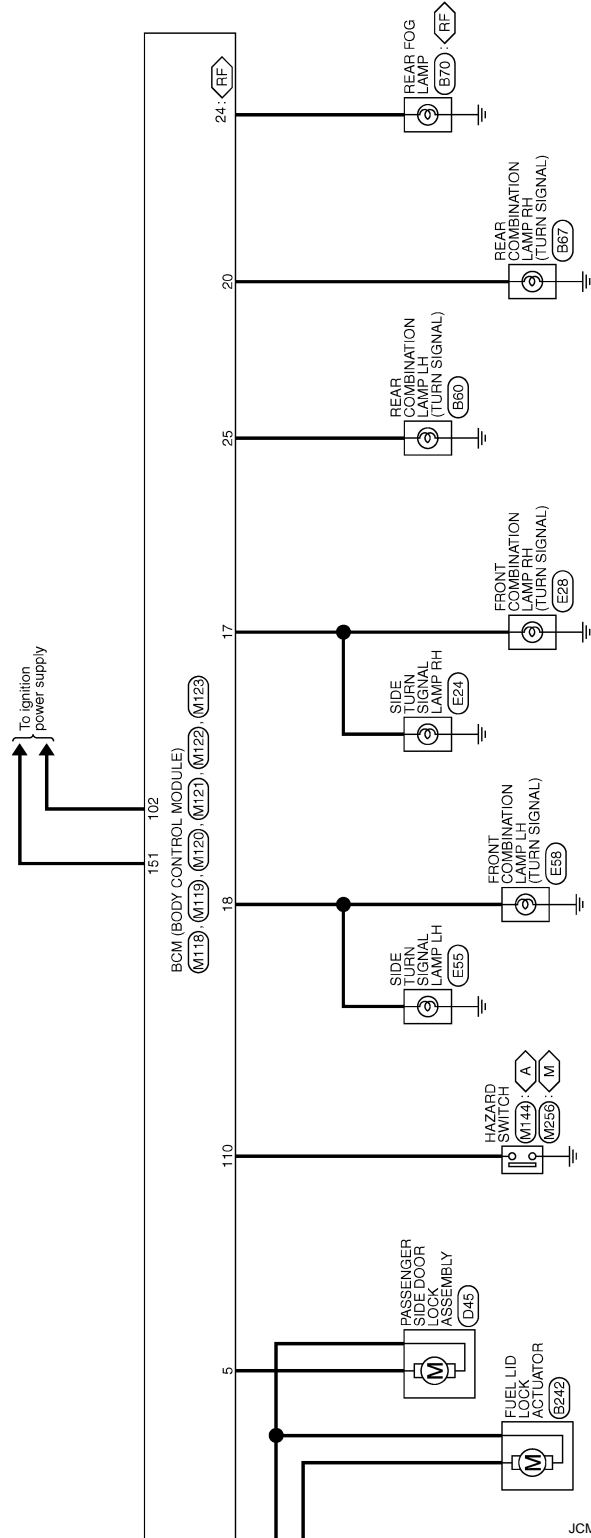 To ignition
power supply
151
102
BCM (BODY CONTROL MODULE)
M118 , M119 , M120 , M121 , M122 , M123
5
110
18
17
25
20
24 : RF
PASSENGER
SIDE DOOR
LOCK
ASSEMBLY
D45
M
FUEL LID
LOCK
ACTUATOR
B242
M
HAZARD
SWITCH
M144 : A
M256 : M
SIDE
TURN
SIGNAL
LAMP LH
E55
FRONT
COMBINATION
LAMP LH
(TURN SIGNAL)
E58
SIDE
TURN
SIGNAL
LAMP RH
E24
FRONT
COMBINATION
LAMP RH
(TURN SIGNAL)
E28
REAR
COMBINATION
LAMP LH
(TURN SIGNAL)
B60
REAR
COMBINATION
LAMP RH
(TURN SIGNAL)
B67
REAR FOG
LAMP
B70 : RF
JCM